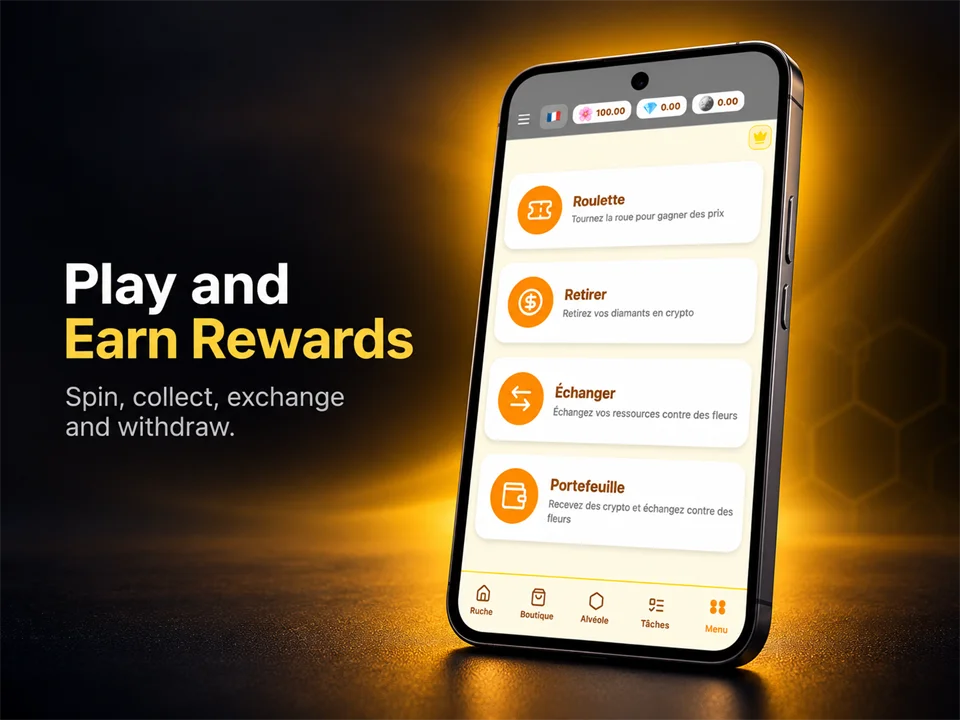 Play and
Earn Rewards
Spin, collect, exchange
and withdraw.
100.00
0.00
0.00
Roulette
Tournez la roue pour gagner des prix
Retirer
Retirez vos diamants en crypto
Échanger
Échangez vos ressources contre des fleurs
Portefeuille
Recevez des crypto et échangez contre des
fleurs
Ruche
Boutique
Alvéole
Tâches
Menu